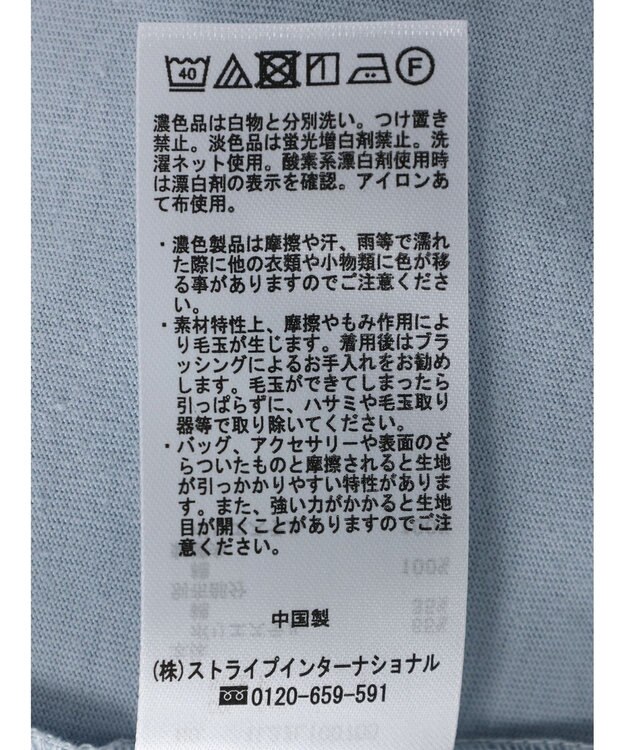 40 F
濃色品は白物と分別洗い。つけ置き
禁止。淡色品は蛍光増白剤禁止。洗
濯ネット使用。酸素系漂白剤使用時
は漂白剤の表示を確認。アイロンあ
て布使用。
・濃色製品は摩擦や汗、雨等で濡れ
た際に他の衣類や小物類に色が移
る事がありますのでご注意くださ
い。
・素材特性上、摩擦やもみ作用によ
り毛玉が生じます。着用後はブラ
ッシングによるお手入れをお勧め
します。毛玉ができてしまったら
引っぱらずに、ハサミや毛玉取り
器等で取り除いてください。
・バッグ、アクセサリーや表面のざ
らついたものと摩擦されると生地
が引っかかりやすい特性がありま
す。また、強い力がかかると生地
目が開くことがありますのでご注
意ください。
中国製
(株)ストライプインターナショナル
0120-659-591